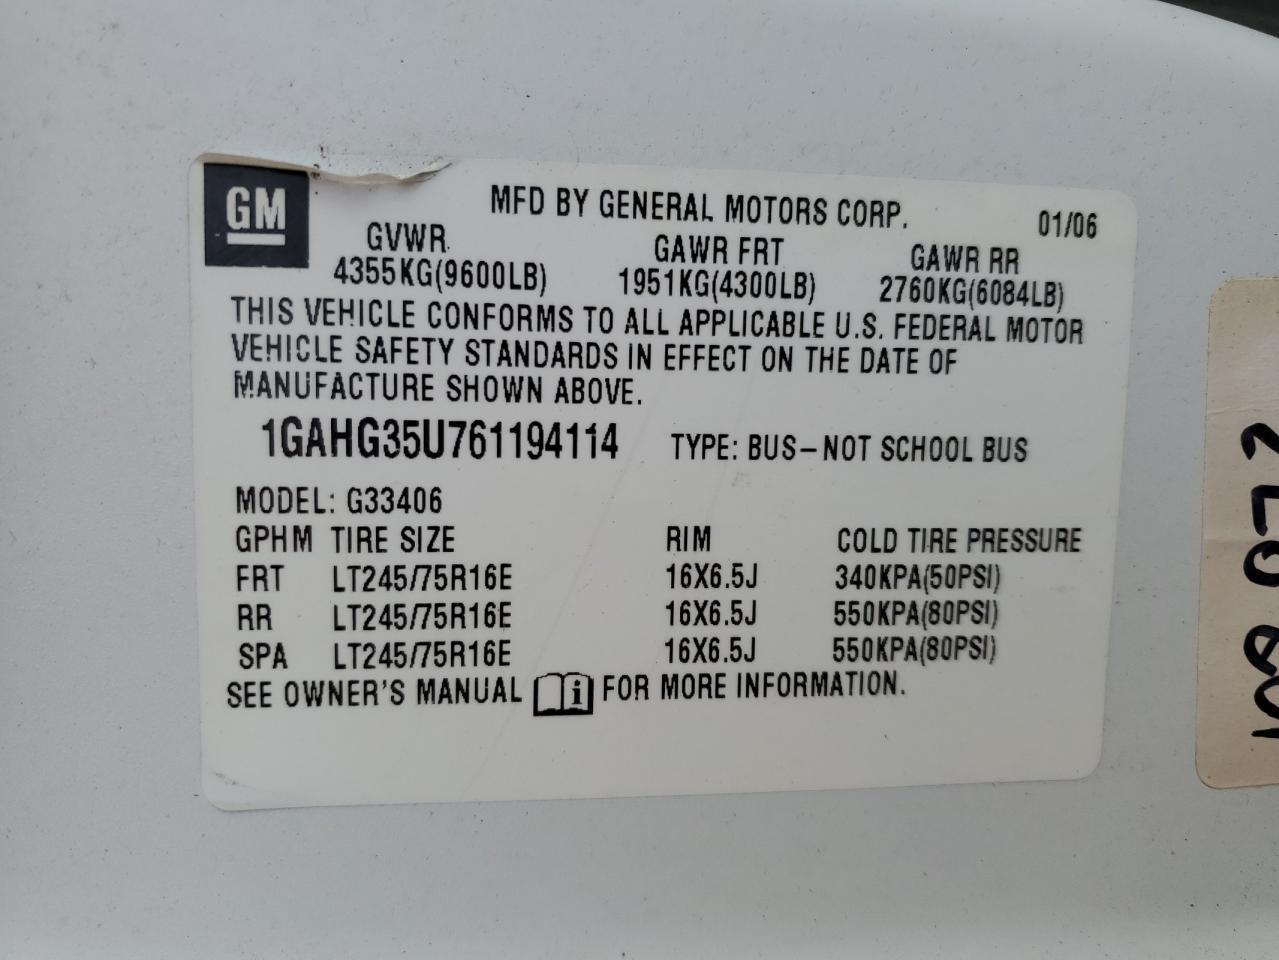 GM
MFD BY GENERAL MOTORS CORP. 01/06
GVWR GAWR FRT GAWR RR
4355KG(9600LB) 1951KG(4300LB) 2760KG(6084LB)
THIS VEHICLE CONFORMS TO ALL APPLICABLE U.S. FEDERAL MOTOR
VEHICLE SAFETY STANDARDS IN EFFECT ON THE DATE OF
MANUFACTURE SHOWN ABOVE.
1GAHG35U761194114 TYPE: BUS-NOT SCHOOL BUS
MODEL: G33406
GPHM TIRE SIZE RIM COLD TIRE PRESSURE
FRT LT245/75R16E 16X6.5J 340KPA(50PSI)
RR LT245/75R16E 16X6.5J 550KPA(80PSI)
SPA LT245/75R16E 16X6.5J 550KPA(80PSI)
SEE OWNER'S MANUAL i FOR MORE INFORMATION.